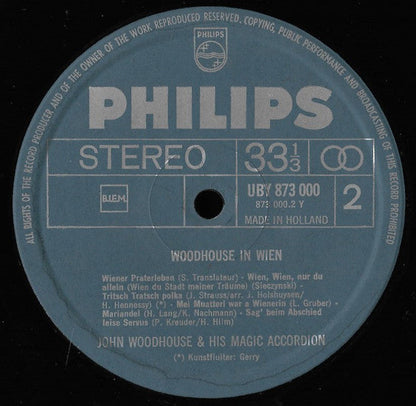 ALL RIGHTS OF THE RECORD PRODUCER AND OF THE OWNER OF THE WORK REPRODUCED RESERVED. COPYING, PUBLIC PERFORMANCE AND BROADCASTING OF THIS RECORD PROHIBITED
PHILIPS
PHILIPS
STEREO
33 1/3
B.I.E.M.
UBY 873 000
873 000.2 Y
MADE IN HOLLAND
2
WOODHOUSE IN WIEN
Wiener Praterleben (S. Translateur) - Wien, Wien, nur du
allein (Wien du Stadt meiner Träume) (Sieczynski) -
Tritsch Tratsch polka (J. Strauss/arr. J. Holshuysen/
H. Hennessy) (*) - Mei Muatterl war a Wienerin (L. Gruber) -
Mariandel (H. Lang/K. Nachmann) - Sag' beim Abschied
leise Servus (P. Kreuder/H. Hilm)
JOHN WOODHOUSE & HIS MAGIC ACCORDION
(*) Kunstfluiter: Gerry